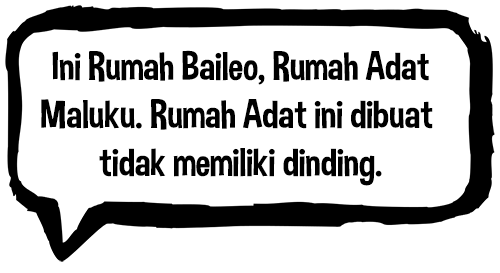 Ini Rumah Baileo, Rumah Adat
Maluku. Rumah Adat ini dibuat
tidak memiliki dinding.